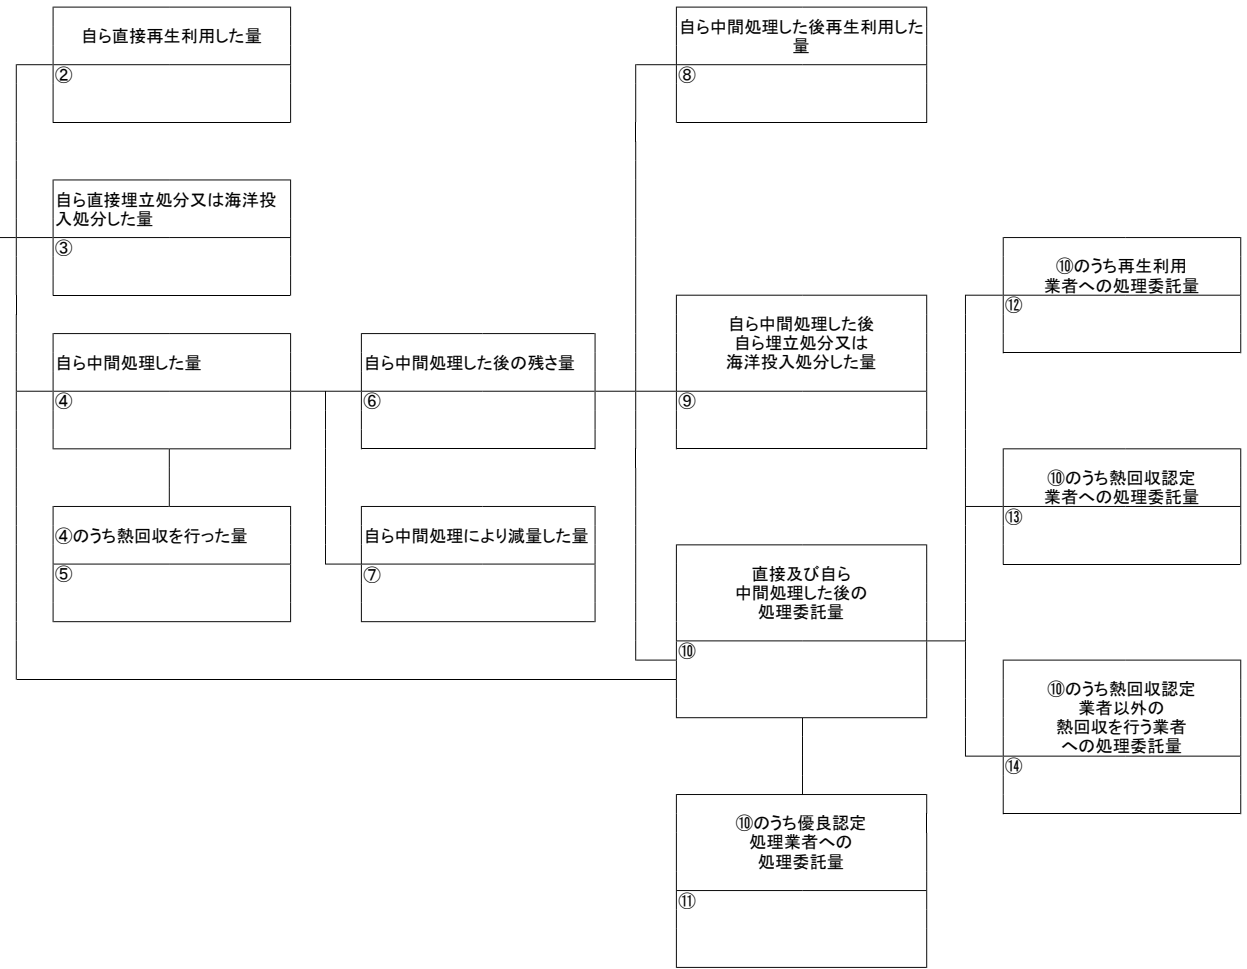 自ら直接再生利用した量
②
自ら直接埋立処分又は海洋投
入処分した量
③
自ら中間処理した量
④
④のうち熱回収を行った量
⑤
自ら中間処理した後の残さ量
⑥
自ら中間処理により減量した量
⑦
自ら中間処理した後再生利用した
量
⑧
自ら中間処理した後
自ら埋立処分又は
海洋投入処分した量
⑨
直接及び自ら
中間処理した後の
処理委託量
⑩
⑩のうち優良認定
処理業者への
処理委託量
⑪
⑩のうち再生利用
業者への処理委託量
⑫
⑩のうち熱回収認定
業者への処理委託量
⑬
⑩のうち熱回収認定
業者以外の
熱回収を行う業者
への処理委託量
⑭